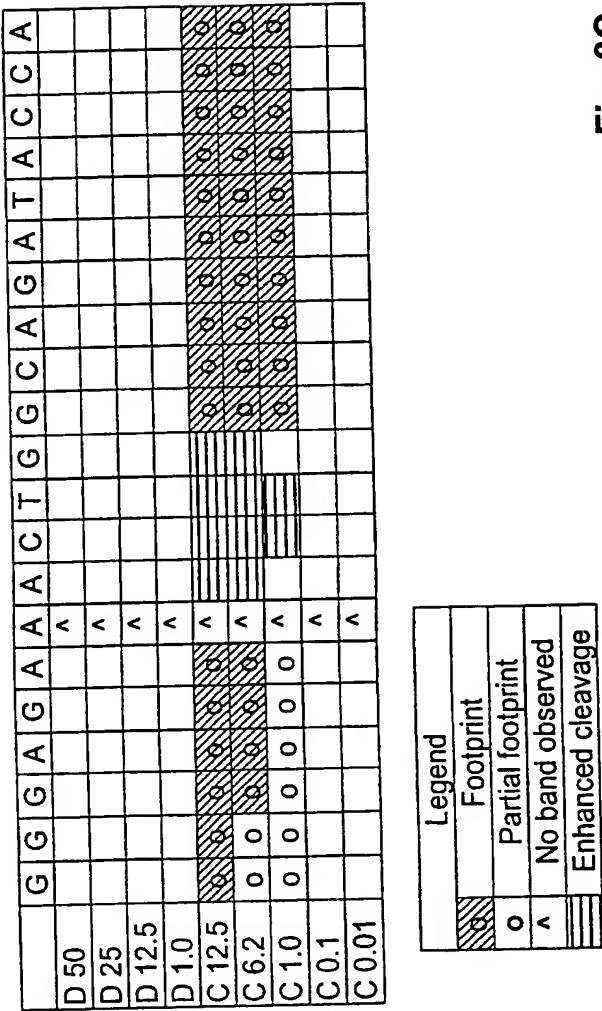 G G G A G A A A C T G G C A G A T A C C A
D 50 ^
D 25 ^
D 12.5 ^
D 1.0 ^
C 12.5 o o o o o o ^ o o o o o o o o o o
C 6.2 o o o o o o ^ o o o o o o o o o o
C 1.0 o o o o o o ^ o o o o o o o o o o
C 0.1 ^
C 0.01 ^
Legend
o Footprint
o Partial footprint
^ No band observed
Enhanced cleavage